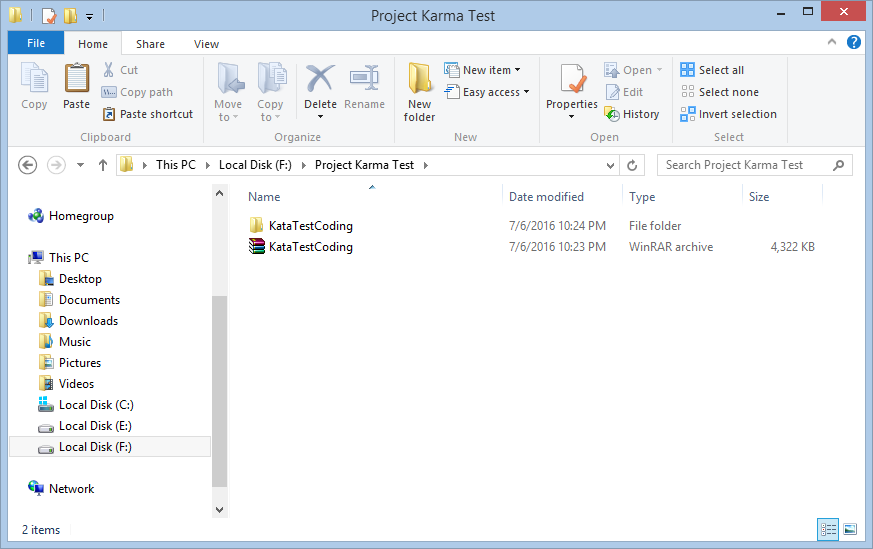 Project Karma Test
File Home Share View
Copy
Paste
Cut
Copy path
Paste shortcut
Clipboard
Move to
Copy to
Delete
Rename
Organize
New folder
New item
Easy access
New
Properties
Open
Edit
History
Open
Select all
Select none
Invert selection
Select
This PC Local Disk (F:) Project Karma Test
Search Project Karma Test
Homegroup
This PC
Desktop
Documents
Downloads
Music
Pictures
Videos
Local Disk (C:)
Local Disk (E:)
Local Disk (F:)
Network
Name Date modified Type Size
KataTestCoding 7/6/2016 10:24 PM File folder
KataTestCoding 7/6/2016 10:23 PM WinRAR archive 4,322 KB
2 items